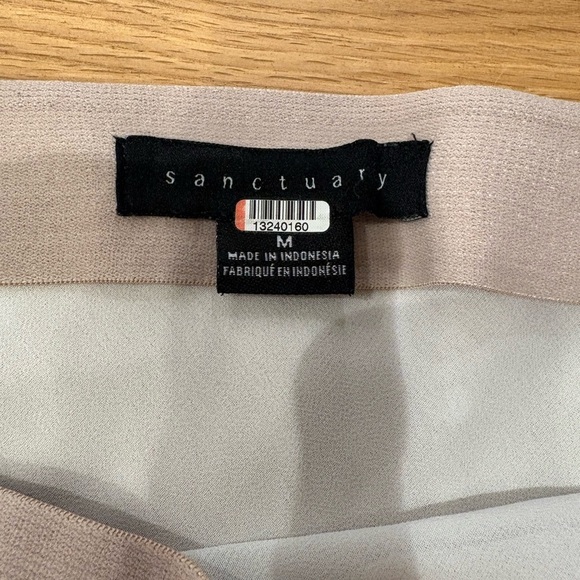 sanctuary
13240160
M
MADE IN INDONESIA
FABRIQUÉ EN INDONÉSIE